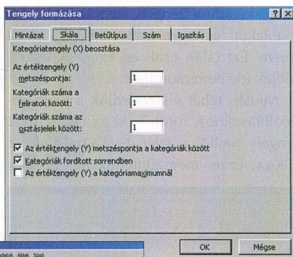 Tengely formázása
Mintázat
Skála
Betűtípus
Szám
Igazítás
Kategóriatengely (X) beosztása
Az értéktengely (Y)
metszéspontja:
1
Kategóriák száma a
feliratok között:
1
Kategóriák száma az
osztásjelek között:
1
Az értéktengely (Y) metszéspontja a kategóriák között
Kategóriák fordított sorrendben
Az értéktengely (Y) a kategóriamaximumnál
OK
Mégse